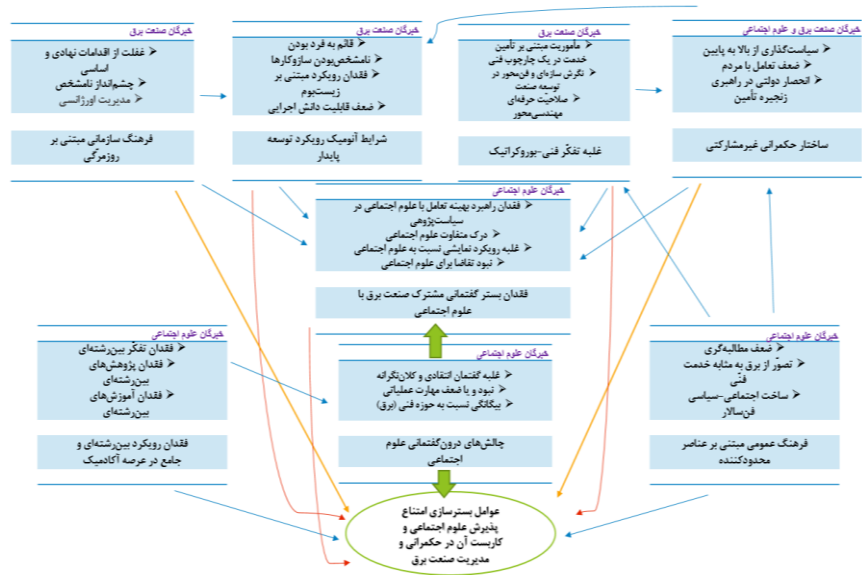 خبرگان صنعت برق و علوم اجتماعی
سیاست‌گذاری از بالا به پایین
ضعف تعامل با مردم
انحصار دولتی در راهبری
زنجیره تأمین
ساختار حکمرانی غیرمشارکتی
خبرگان صنعت برق
مأموریت مبتنی بر تأمین
خدمت در یک چارچوب فنی
نگرش سازه‌ای و فن‌محور در
توسعه صنعت
صلاحیت حرفه‌ای
مهندسی‌محور
غلبه تفکّر فنی-بوروکراتیک
خبرگان صنعت برق
قائم به فرد بودن
نامشخص‌بودن سازوکارها
فقدان رویکرد مبتنی بر
زیست‌بوم
ضعف قابلیت دانش اجرایی
شرایط آنومیک رویکرد توسعه
پایدار
خبرگان صنعت برق
غفلت از اقدامات نهادی و
اساسی
چشم‌انداز نامشخص
مدیریت اورژانسی
فرهنگ سازمانی مبتنی بر
روزمرّگی
خبرگان علوم اجتماعی
فقدان راهبرد بهینه تعامل با علوم اجتماعی در
سیاست‌پژوهی
درک متفاوت علوم اجتماعی
غلبه رویکرد نمایشی نسبت به علوم اجتماعی
نبود تقاضا برای علوم اجتماعی
فقدان بستر گفتمانی مشترک صنعت برق با
علوم اجتماعی
خبرگان علوم اجتماعی
ضعف مطالبه‌گری
تصوّر از برق به مثابه خدمت
فنّی
ساخت اجتماعی-سیاسی
فن‌سالار
فرهنگ عمومی مبتنی بر عناصر
محدودکننده
خبرگان علوم اجتماعی
غلبه گفتمان انتقادی و کلان‌نگرانه
نبود و یا ضعف مهارت عملیاتی
بیگانگی نسبت به حوزه فنی (برق)
چالش‌های درون‌گفتمانی علوم
اجتماعی
خبرگان علوم اجتماعی
فقدان تفکّر بین‌رشته‌ای
فقدان پژوهش‌های
بین‌رشته‌ای
فقدان آموزش‌های
بین‌رشته‌ای
فقدان رویکرد بین‌رشته‌ای و
جامع در عرصه آکادمیک
عوامل بسترسازی امتناع
پذیرش علوم اجتماعی و
کاربست آن در حکمرانی و
مدیریت صنعت برق